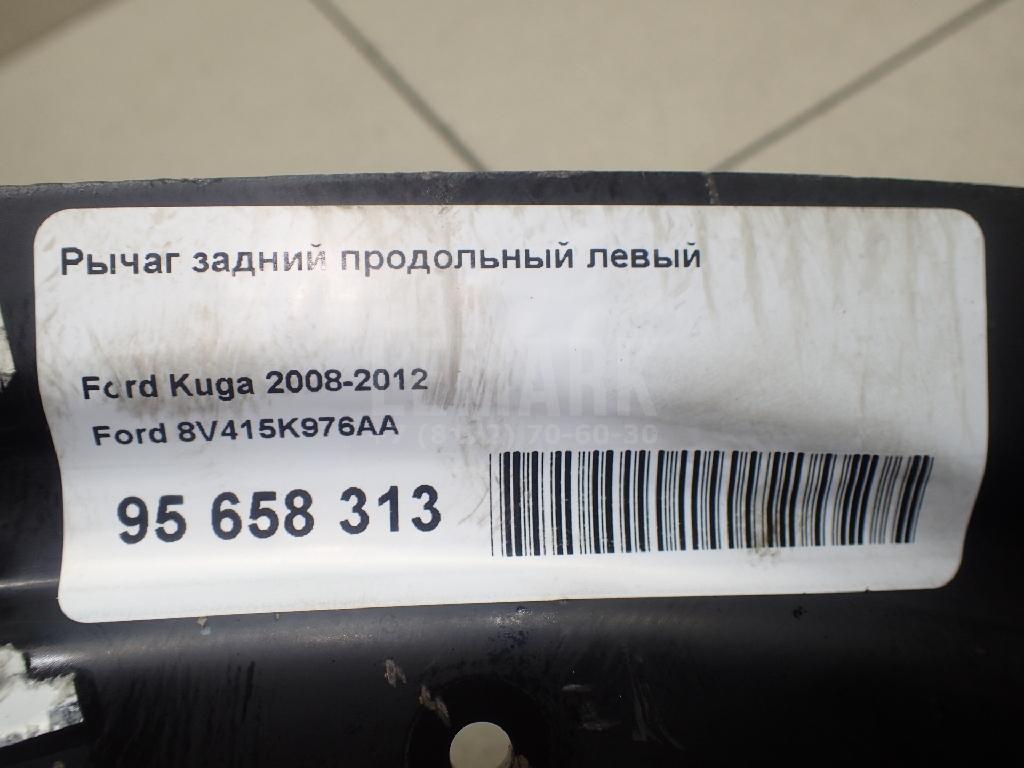 Рычаг задний продольный левый
Ford Kuga 2008-2012
Ford 8V415K976AA
95 658 313